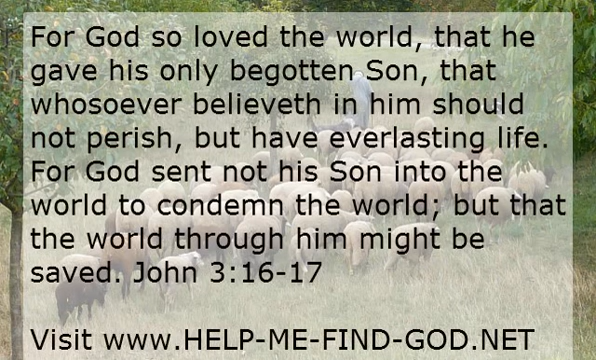 For God so loved the world, that he
gave his only begotten Son, that
whosoever believeth in him should
not perish, but have everlasting life.
For God sent not his Son into the
world to condemn the world; but that
the world through him might be
saved. John 3:16-17
Visit www.HELP-ME-FIND-GOD.NET